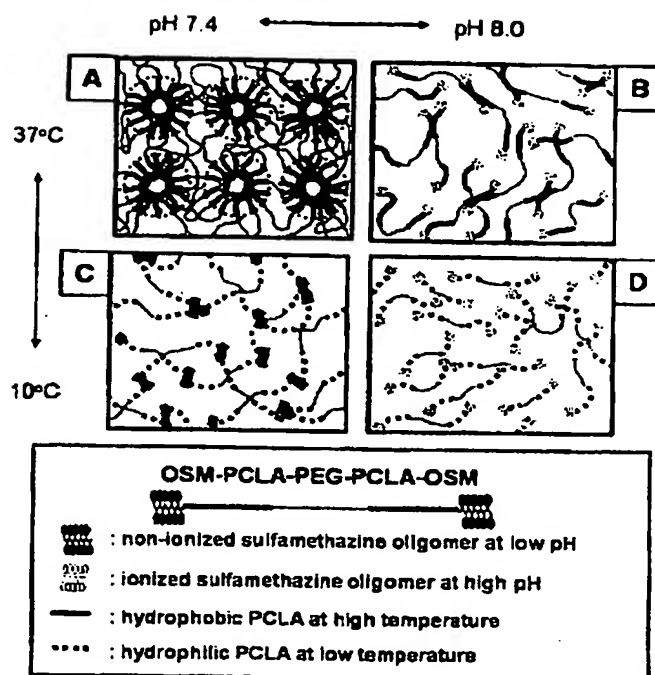 pH 7.4
pH 8.0
A
B
37°C
C
D
10°C
OSM-PCLA-PEG-PCLA-OSM
: non-ionized sulfamethazine oligomer at low pH
: ionized sulfamethazine oligomer at high pH
: hydrophobic PCLA at high temperature
: hydrophilic PCLA at low temperature